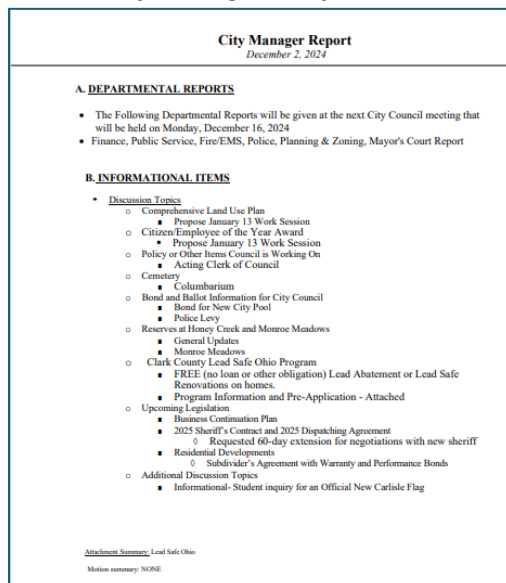 City Manager Report
December 2, 2024
A. DEPARTMENTAL REPORTS
• The Following Departmental Reports will be given at the next City Council meeting that
will be held on Monday, December 16, 2024
• Finance, Public Service, Fire/EMS, Police, Planning & Zoning, Mayor's Court Report
B. INFORMATIONAL ITEMS
• Discussion Topics
o Comprehensive Land Use Plan
▪ Propose January 13 Work Session
o Citizen/Employee of the Year Award
▪ Propose January 13 Work Session
o Policy or Other Items Council is Working On
▪ Acting Clerk of Council
o Cemetery
▪ Columbarium
o Bond and Ballot Information for City Council
▪ Bond for New City Pool
▪ Police Levy
o Reserves at Honey Creek and Monroe Meadows
▪ General Updates
▪ Monroe Meadows
o Clark County Lead Safe Ohio Program
▪ FREE (no loan or other obligation) Lead Abatement or Lead Safe
Renovations on homes.
▪ Program Information and Pre-Application - Attached
o Upcoming Legislation
▪ Business Continuation Plan
▪ 2025 Sheriff's Contract and 2025 Dispatching Agreement
◊ Requested 60-day extension for negotiations with new sheriff
▪ Residential Developments
◊ Subdivider's Agreement with Warranty and Performance Bonds
o Additional Discussion Topics
▪ Informational- Student inquiry for an Official New Carlisle Flag
Attachment Summary: Lead Safe Ohio
Motion summary: NONE